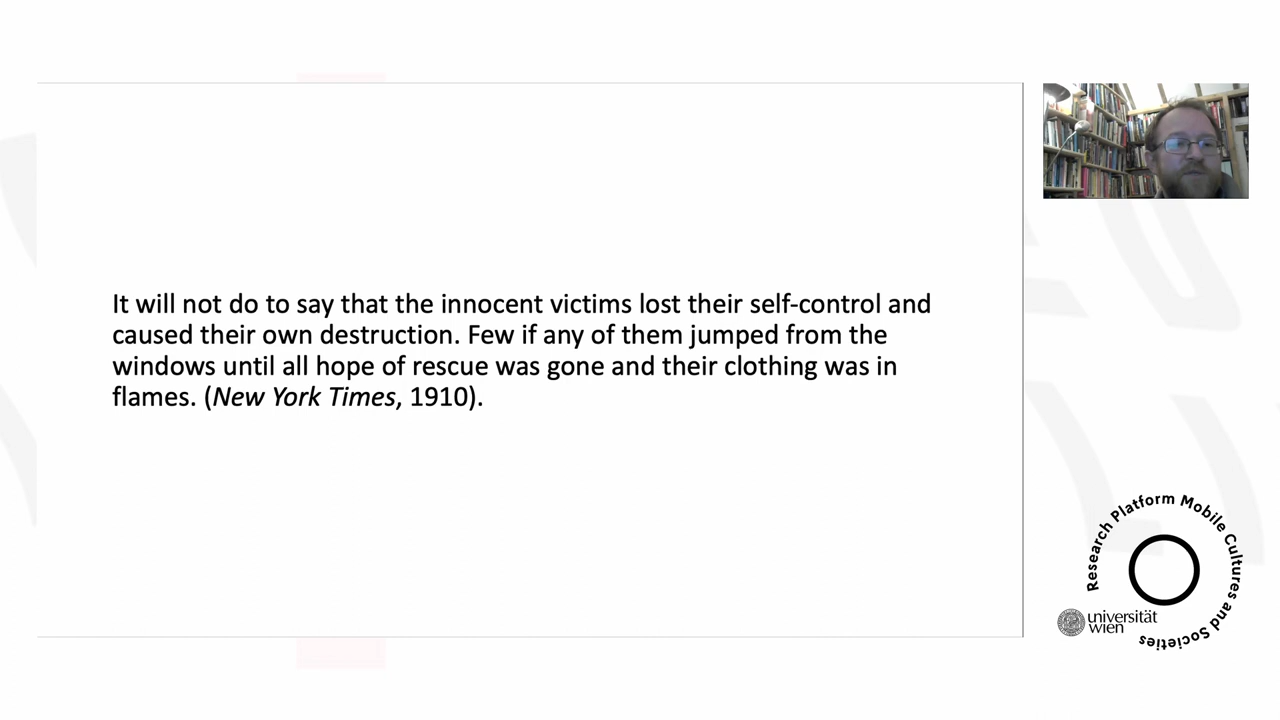 It will not do to say that the innocent victims lost their self-control and
caused their own destruction. Few if any of them jumped from the
windows until all hope of rescue was gone and their clothing was in
flames. (New York Times, 1910).
Research Platform Mobile Cultures and Societies
universität
wien